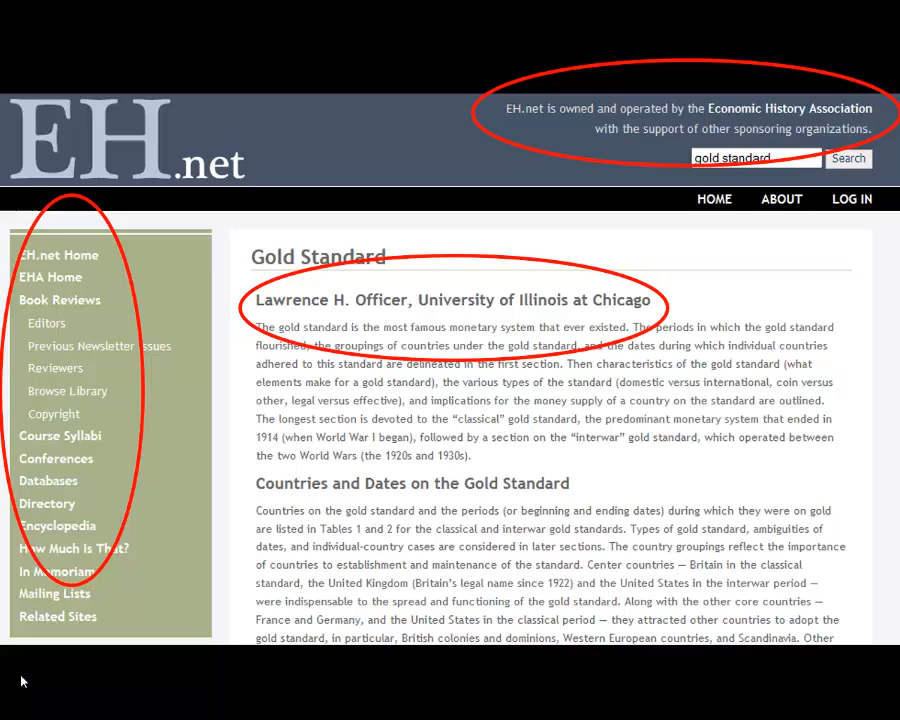 EH.net
EH.net is owned and operated by the Economic History Association
with the support of other sponsoring organizations.
gold standard
Search
HOME ABOUT LOG IN
EH.net Home
EHA Home
Book Reviews
Editors
Previous Newsletter Issues
Reviewers
Browse Library
Copyright
Course Syllabi
Conferences
Databases
Directory
Encyclopedia
How Much Is That?
In Memoriam
Mailing Lists
Related Sites
Gold Standard
Lawrence H. Officer, University of Illinois at Chicago
The gold standard is the most famous monetary system that ever existed. The periods in which the gold standard
flourished, the groupings of countries under the gold standard, and the dates during which individual countries
adhered to this standard are delineated in the first section. Then characteristics of the gold standard (what
elements make for a gold standard), the various types of the standard (domestic versus international, coin versus
other, legal versus effective), and implications for the money supply of a country on the standard are outlined.
The longest section is devoted to the “classical” gold standard, the predominant monetary system that ended in
1914 (when World War I began), followed by a section on the “interwar” gold standard, which operated between
the two World Wars (the 1920s and 1930s).
Countries and Dates on the Gold Standard
Countries on the gold standard and the periods (or beginning and ending dates) during which they were on gold
are listed in Tables 1 and 2 for the classical and interwar gold standards. Types of gold standard, ambiguities of
dates, and individual-country cases are considered in later sections. The country groupings reflect the importance
of countries to establishment and maintenance of the standard. Center countries — Britain in the classical
standard, the United Kingdom (Britain’s legal name since 1922) and the United States in the interwar period —
were indispensable to the spread and functioning of the gold standard. Along with the other core countries —
France and Germany, and the United States in the classical period — they attracted other countries to adopt the
gold standard, in particular, British colonies and dominions, Western European countries, and Scandinavia. Other